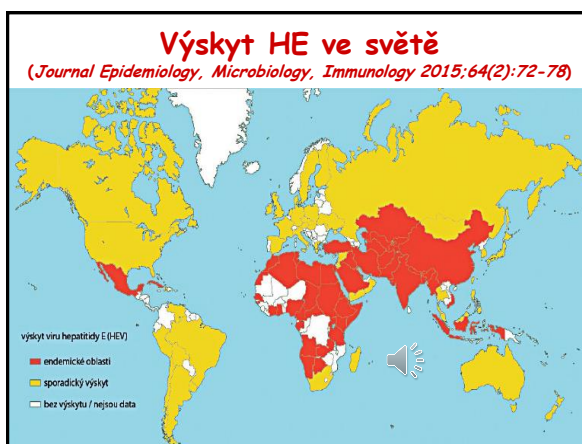 Výskyt HE ve světě
(Journal Epidemiology, Microbiology, Immunology 2015;64(2):72-78)
výskyt viru hepatitidy E (HEV)
endemické oblasti
sporadický výskyt
bez výskytu / nejsou data